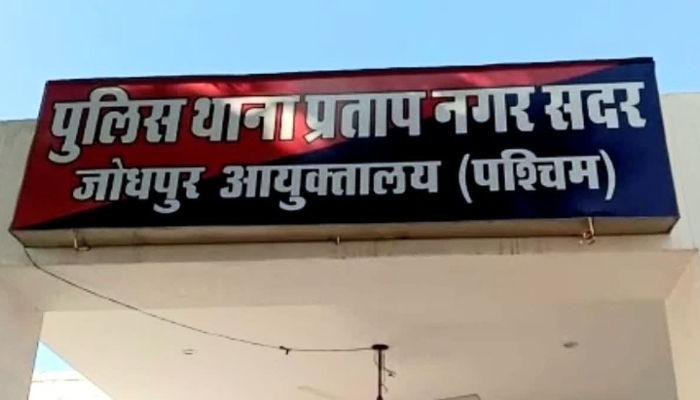 पुलिस थाना प्रताप नगर सदर
जोधपुर आयुक्तालय (पश्चिम)